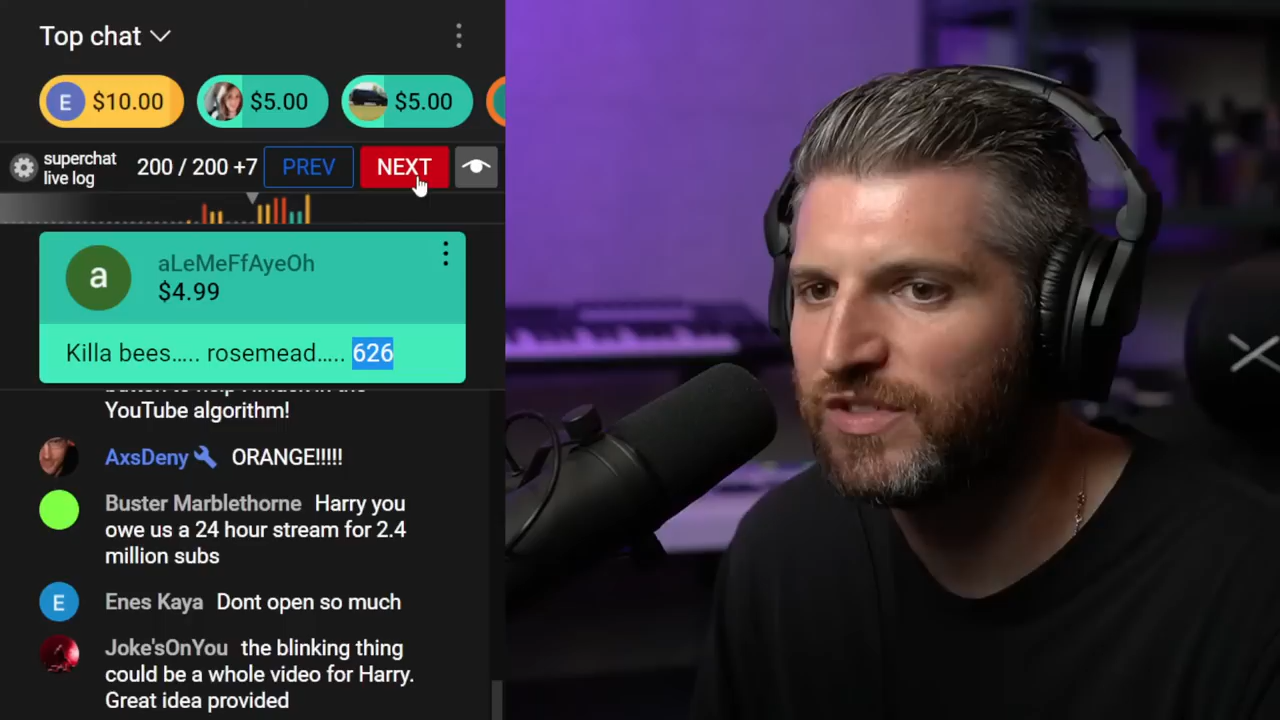 Top chat
E $10.00 $5.00 $5.00
superchat
live log
200 / 200 +7 PREV NEXT
a
aLeMeFfAyeOh
$4.99
Killa bees….. rosemead….. 626
YouTube algorithm!
AxsDeny ORANGE!!!!!
Buster Marblethorne Harry you
owe us a 24 hour stream for 2.4
million subs
E Enes Kaya Dont open so much
Joke'sOnYou the blinking thing
could be a whole video for Harry.
Great idea provided